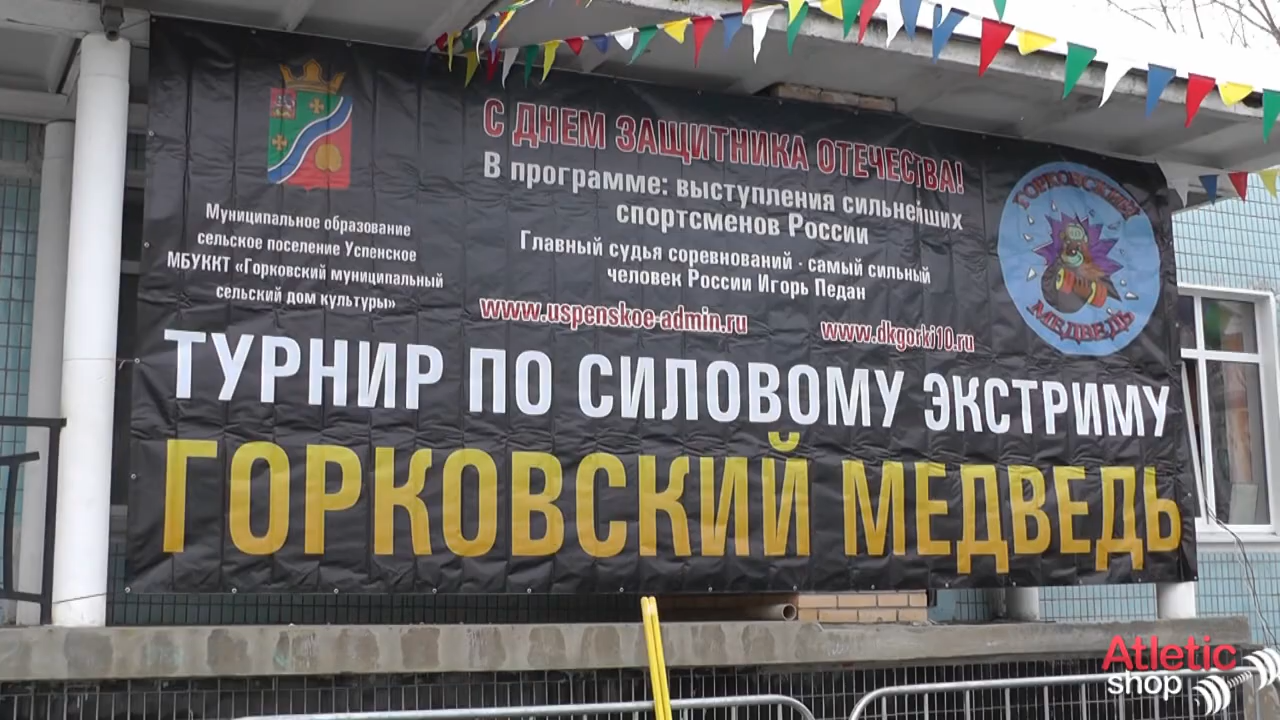 С ДНЕМ ЗАЩИТНИКА ОТЕЧЕСТВА!
В программе: выступления сильнейших
спортсменов России
Главный судья соревнований - самый сильный
человек России Игорь Педан
www.uspenskoe-admin.ru
www.dkgorki10.ru
Муниципальное образование
сельское поселение Успенское
МБУККТ «Горковский муниципальный
сельский дом культуры»
ГОРКОВСКИЙ
МЕДВЕДЬ
ТУРНИР ПО СИЛОВОМУ ЭКСТРИМУ
ГОРКОВСКИЙ МЕДВЕДЬ
Atletic
shop